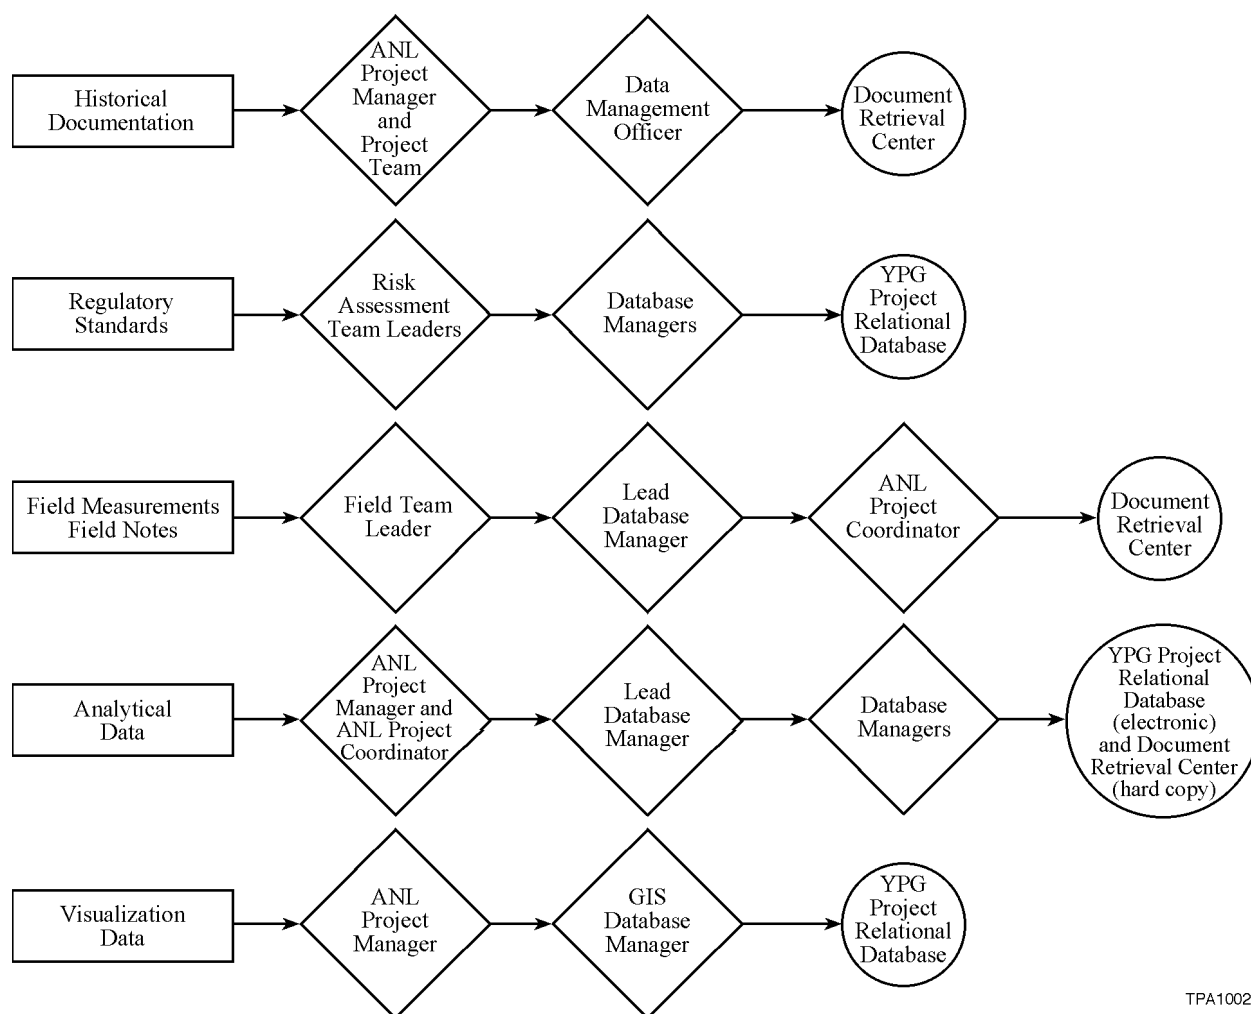 Historical
Documentation
ANL
Project
Manager
and
Project
Team
Data
Management
Officer
Document
Retrieval
Center
Regulatory
Standards
Risk
Assessment
Team Leaders
Database
Managers
YPG
Project
Relational
Database
Field Measurements
Field Notes
Field Team
Leader
Lead
Database
Manager
ANL
Project
Coordinator
Document
Retrieval
Center
Analytical
Data
ANL
Project
Manager and
ANL Project
Coordinator
Lead
Database
Manager
Database
Managers
YPG Project
Relational
Database
(electronic)
and Document
Retrieval Center
(hard copy)
Visualization
Data
ANL
Project
Manager
GIS
Database
Manager
YPG
Project
Relational
Database
TPA1002